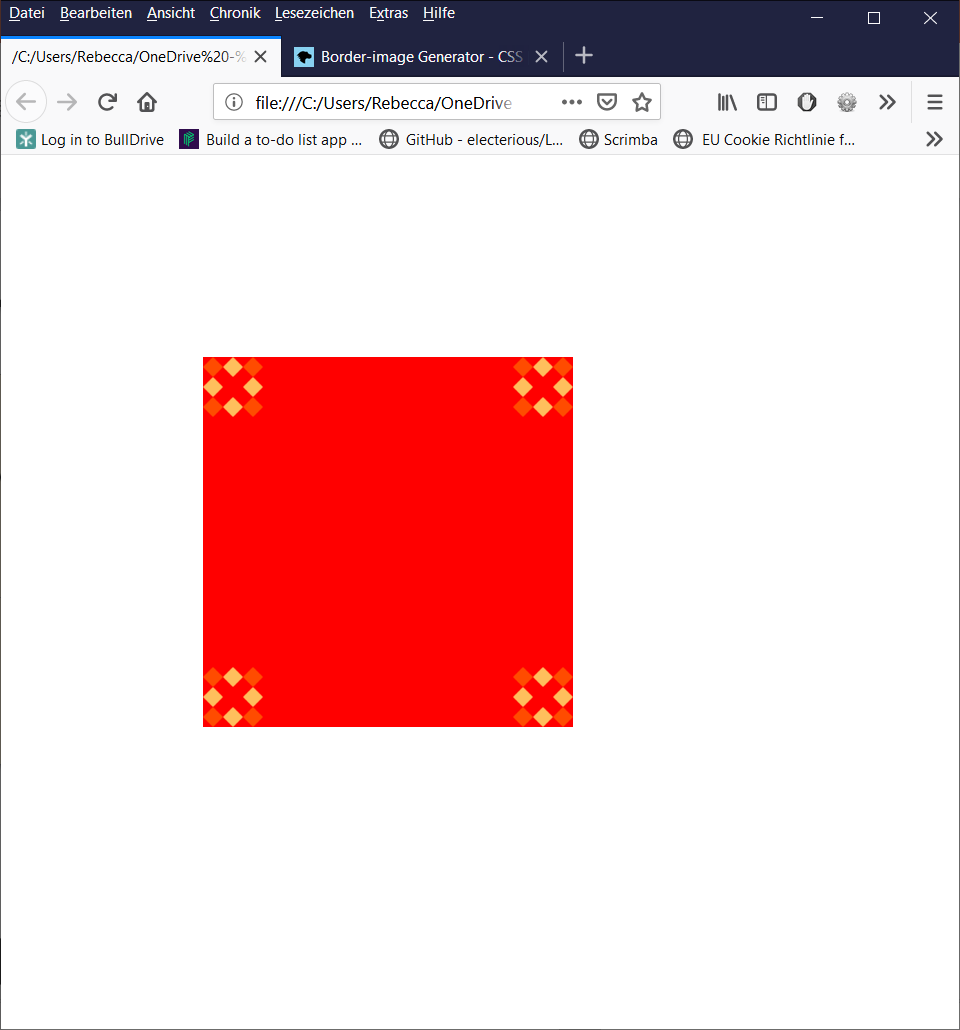 Datei Bearbeiten Ansicht Chronik Lesezeichen Extras Hilfe
/C:/Users/Rebecca/OneDrive%20-% Border-image Generator - CSS
file:///C:/Users/Rebecca/OneDrive
Log in to BullDrive Build a to-do list app ... GitHub - electerious/L... Scrimba EU Cookie Richtlinie f...